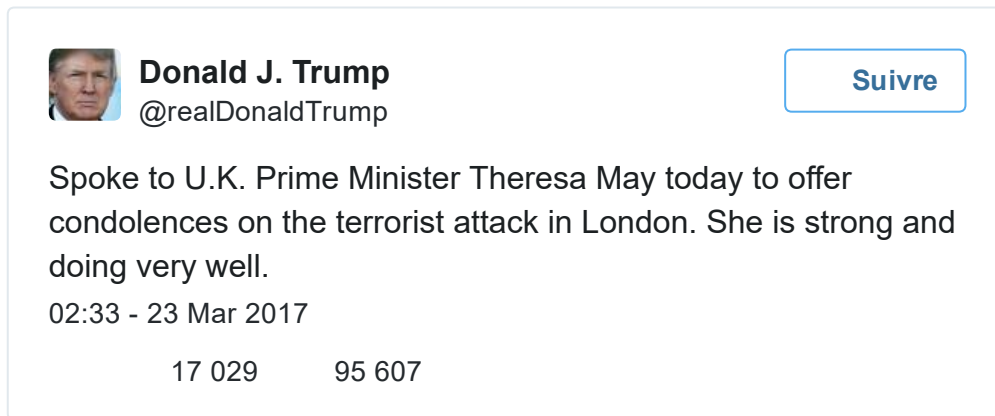 Donald J. Trump
@realDonaldTrump
Suivre
Spoke to U.K. Prime Minister Theresa May today to offer
condolences on the terrorist attack in London. She is strong and
doing very well.
02:33 - 23 Mar 2017
17 029 95 607